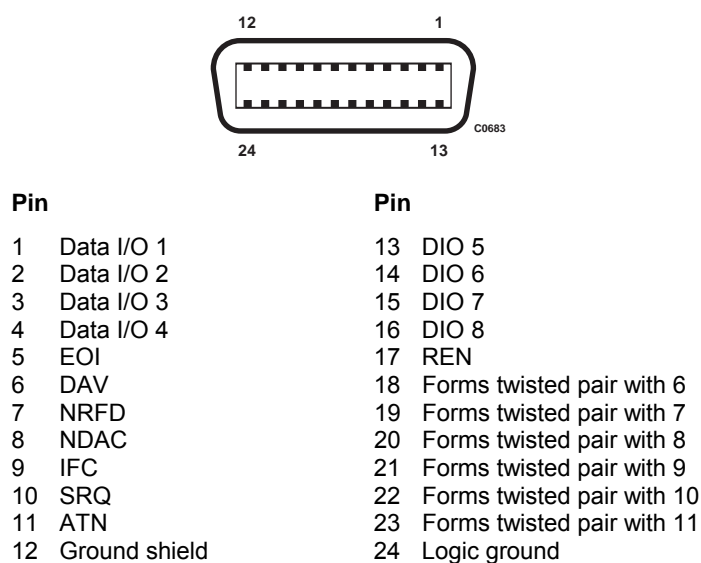 12 1
C0683
24 13
Pin Pin
1 Data I/O 1 13 DIO 5
2 Data I/O 2 14 DIO 6
3 Data I/O 3 15 DIO 7
4 Data I/O 4 16 DIO 8
5 EOI 17 REN
6 DAV 18 Forms twisted pair with 6
7 NRFD 19 Forms twisted pair with 7
8 NDAC 20 Forms twisted pair with 8
9 IFC 21 Forms twisted pair with 9
10 SRQ 22 Forms twisted pair with 10
11 ATN 23 Forms twisted pair with 11
12 Ground shield 24 Logic ground